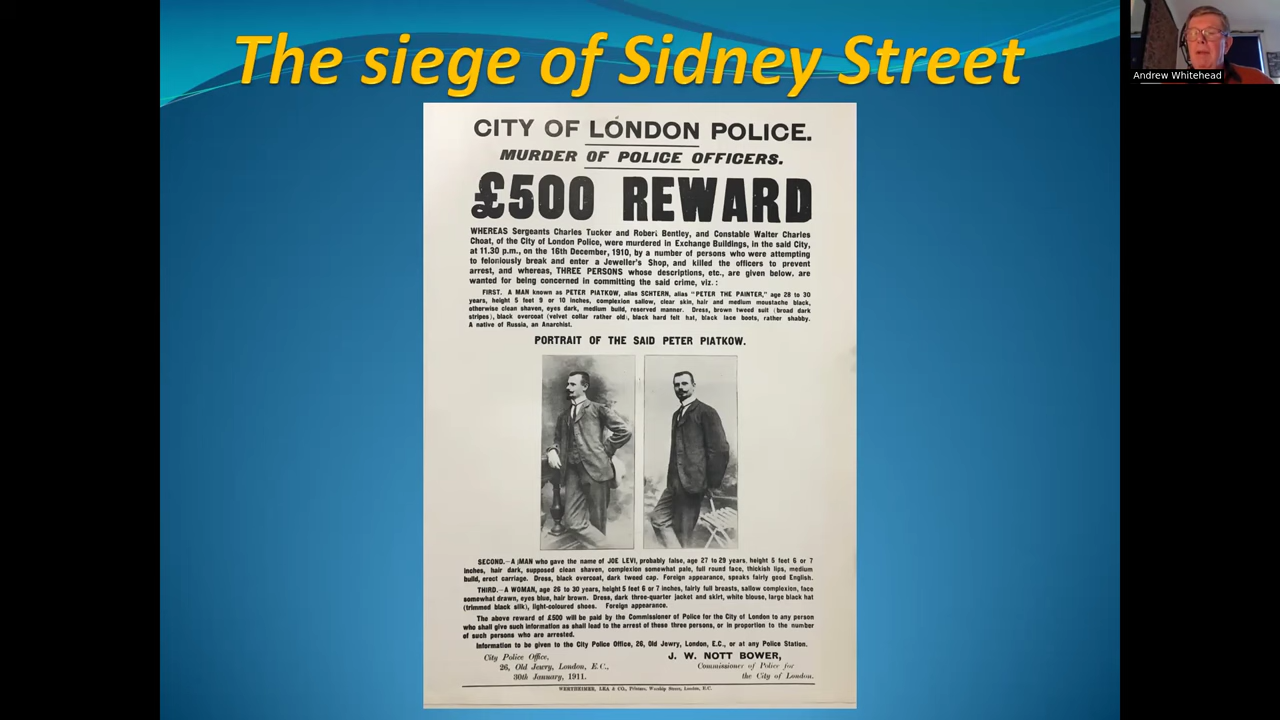 The siege of Sidney Street
Andrew Whitehead
CITY OF LONDON POLICE.
MURDER OF POLICE OFFICERS.
£500 REWARD
WHEREAS Sergeants Charles Tucker and Robert Bentley, and Constable Walter Charles
Choat, of the City of London Police, were murdered in Exchange Buildings, in the said City,
at 11.30 p.m., on the 16th December, 1910, by a number of persons who were attempting
to feloniously break and enter a Jeweller's Shop, and killed the officers to prevent
arrest, and whereas, THREE PERSONS whose descriptions, etc., are given below. are
wanted for being concerned in committing the said crime, viz. :
FIRST. A MAN known as PETER PIATKOW, alias SCHTERN, alias "PETER THE PAINTER," age 28 to 30
years, height 5 feet 9 or 10 inches, complexion sallow, clear skin, hair and medium moustache black,
otherwise clean shaven, eyes dark, medium build, reserved manner. Dress, brown tweed suit (broad dark
stripes), black overcoat (velvet collar rather old), black hard felt hat, black lace boots, rather shabby.
A native of Russia, an Anarchist.
PORTRAIT OF THE SAID PETER PIATKOW.
SECOND.—A MAN who gave the name of JOE LEVI, probably false, age 27 to 29 years, height 5 feet 6 or 7
inches, hair dark, supposed clean shaven, complexion somewhat pale, full round face, thickish lips, medium
build, erect carriage. Dress, black overcoat, dark tweed cap. Foreign appearance, speaks fairly good English.
THIRD.—A WOMAN, age 26 to 30 years, height 5 feet 6 or 7 inches, fairly full breasts, sallow complexion, face
somewhat drawn, eyes blue, hair brown. Dress, dark three-quarter jacket and skirt, white blouse, large black hat
(trimmed black silk), light-coloured shoes. Foreign appearance.
The above reward of £500 will be paid by the Commissioner of Police for the City of London to any person
who shall give such information as shall lead to the arrest of these three persons, or in proportion to the number
of such persons who are arrested.
Information to be given to the City Police Office, 26, Old Jewry, London, E.C., or at any Police Station.
City Police Office,
26, Old Jewry, London, E.C.,
30th January, 1911.
J. W. NOTT BOWER,
Commissioner of Police for
the City of London.
WERTHEIMER, LEA & CO., Printers, Worship Street, London, E.C.